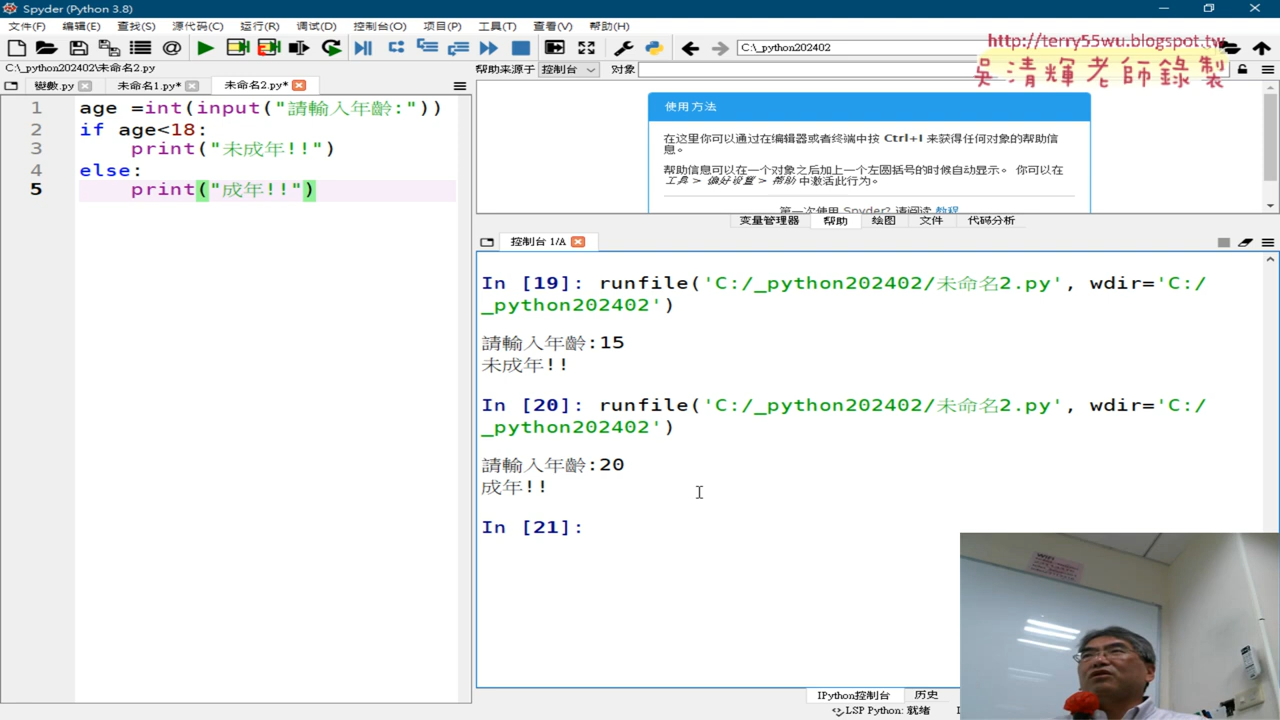 Spyder (Python 3.8)
文件(F) 编辑(E) 查找(S) 源代码(C) 运行(R) 调试(D) 控制台(O) 项目(P) 工具(T) 查看(V) 帮助(H)
C:\_python202402
http://terry55wu.blogspot.tw
吳清輝老師錄製
C:\_python202402\未命名2.py
帮助来源于 控制台 对象
變數.py 未命名1.py* 未命名2.py*
1 age =int(input("請輸入年齡:"))
2 if age<18:
3 print("未成年!!")
4 else:
5 print("成年!!")
使用方法
在这里你可以通过在编辑器或者终端中按 Ctrl+I 来获得任何对象的帮助信
息。
帮助信息可以在一个对象之后加上一个左圆括号的时候自动显示。 你可以在
工具 > 偏好设置 > 帮助 中激活此行为。
第一次使用 Spyder? 请阅读 教程
变量管理器 帮助 绘图 文件 代码分析
控制台 1/A
In [19]: runfile('C:/_python202402/未命名2.py', wdir='C:/
_python202402')
請輸入年齡:15
未成年!!
In [20]: runfile('C:/_python202402/未命名2.py', wdir='C:/
_python202402')
請輸入年齡:20
成年!!
In [21]:
IPython控制台 历史
LSP Python: 就绪